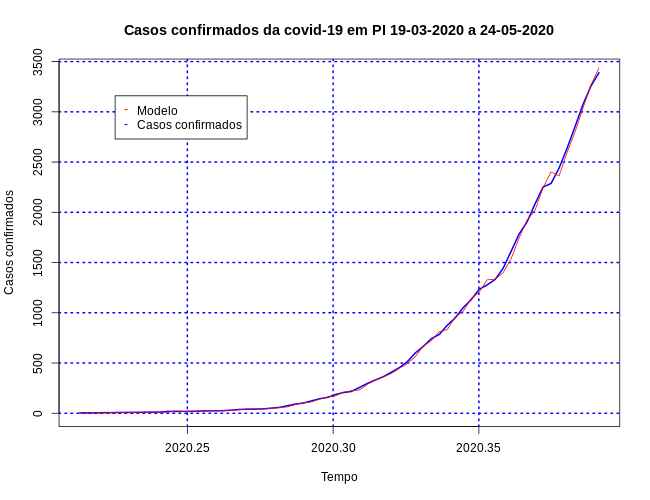 Casos confirmados da covid-19 em PI 19-03-2020 a 24-05-2020
Casos confirmados
3500
3000
2500
2000
1500
1000
500
0
Modelo
Casos confirmados
2020.25 2020.30 2020.35
Tempo